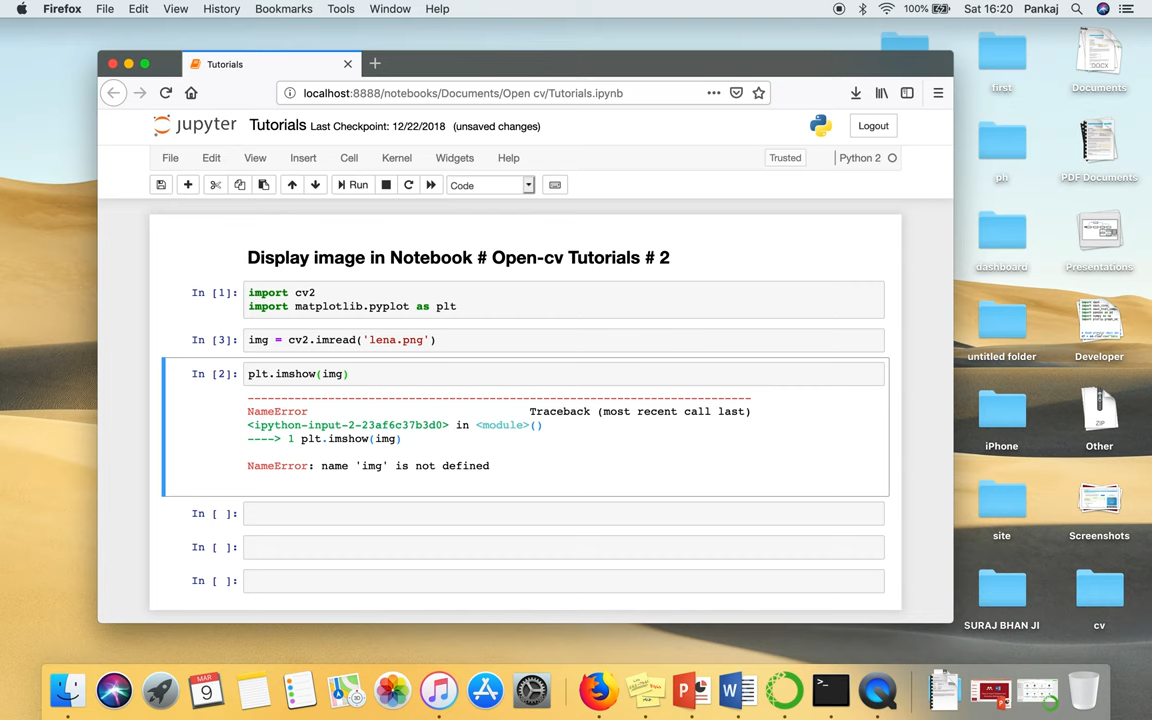 Firefox File Edit View History Bookmarks Tools Window Help 100% Sat 16:20 Pankaj
Tutorials
localhost:8888/notebooks/Documents/Open cv/Tutorials.ipynb
jupyter Tutorials Last Checkpoint: 12/22/2018 (unsaved changes) Logout
File Edit View Insert Cell Kernel Widgets Help Trusted Python 2
Run Code
Display image in Notebook # Open-cv Tutorials # 2
In [1]: import cv2
import matplotlib.pyplot as plt
In [3]: img = cv2.imread('lena.png')
In [2]: plt.imshow(img)
---------------------------------------------------------------------------
NameError Traceback (most recent call last)
<ipython-input-2-23af6c37b3d0> in <module>()
----> 1 plt.imshow(img)
NameError: name 'img' is not defined
In [ ]:
In [ ]:
In [ ]:
first
Documents
DOCX
ph
PDF Documents
dashboard
Presentations
untitled folder
Developer
iPhone
Other
ZIP
site
Screenshots
SURAJ BHAN JI
cv
MAR
9